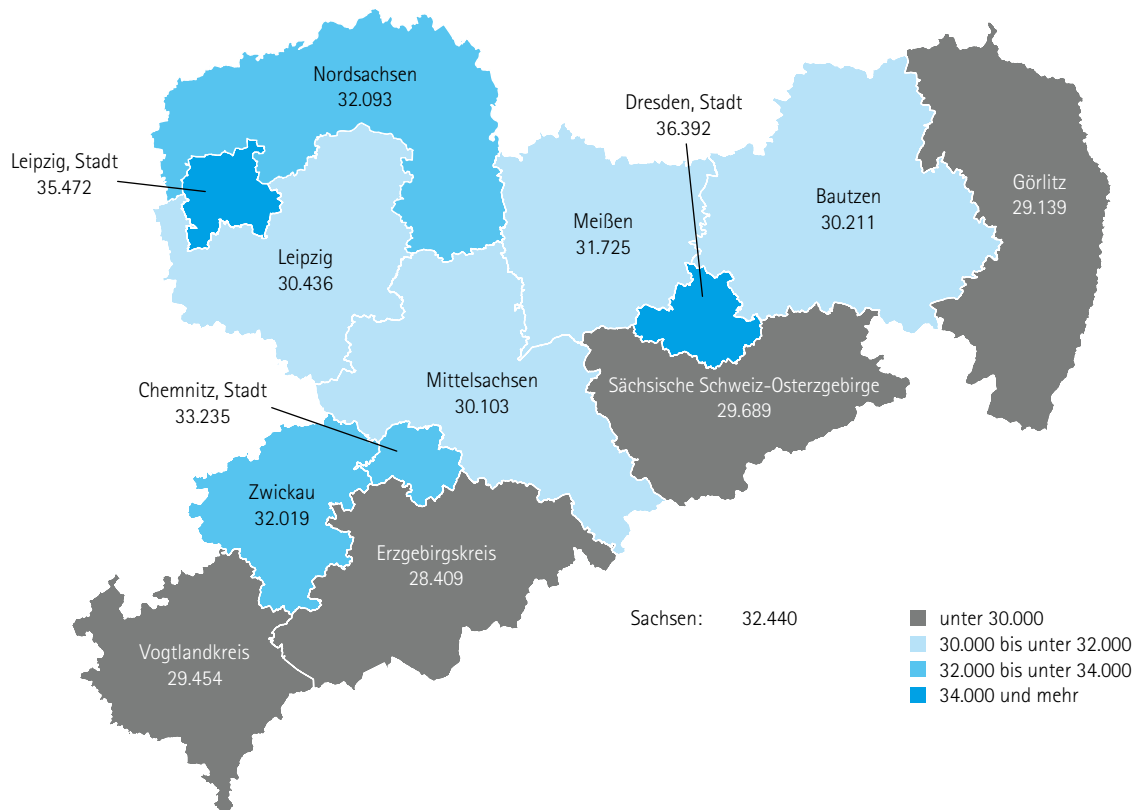 Nordsachsen
32.093
Dresden, Stadt
36.392
Leipzig, Stadt
35.472
Görlitz
29.139
Bautzen
30.211
Meißen
31.725
Leipzig
30.436
Mittelsachsen
30.103
Sächsische Schweiz-Osterzgebirge
29.689
Chemnitz, Stadt
33.235
Zwickau
32.019
Erzgebirgskreis
28.409
Vogtlandkreis
29.454
Sachsen: 32.440
unter 30.000
30.000 bis unter 32.000
32.000 bis unter 34.000
34.000 und mehr